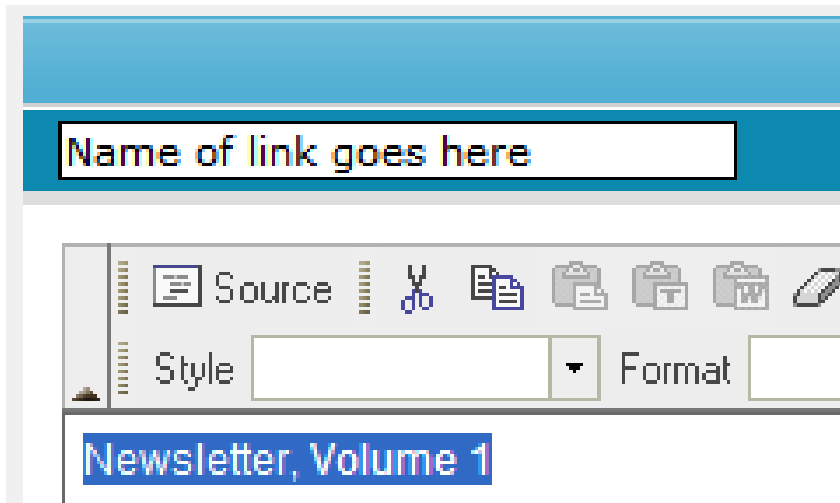 Name of link goes here
Source
Style Format
Newsletter, Volume 1